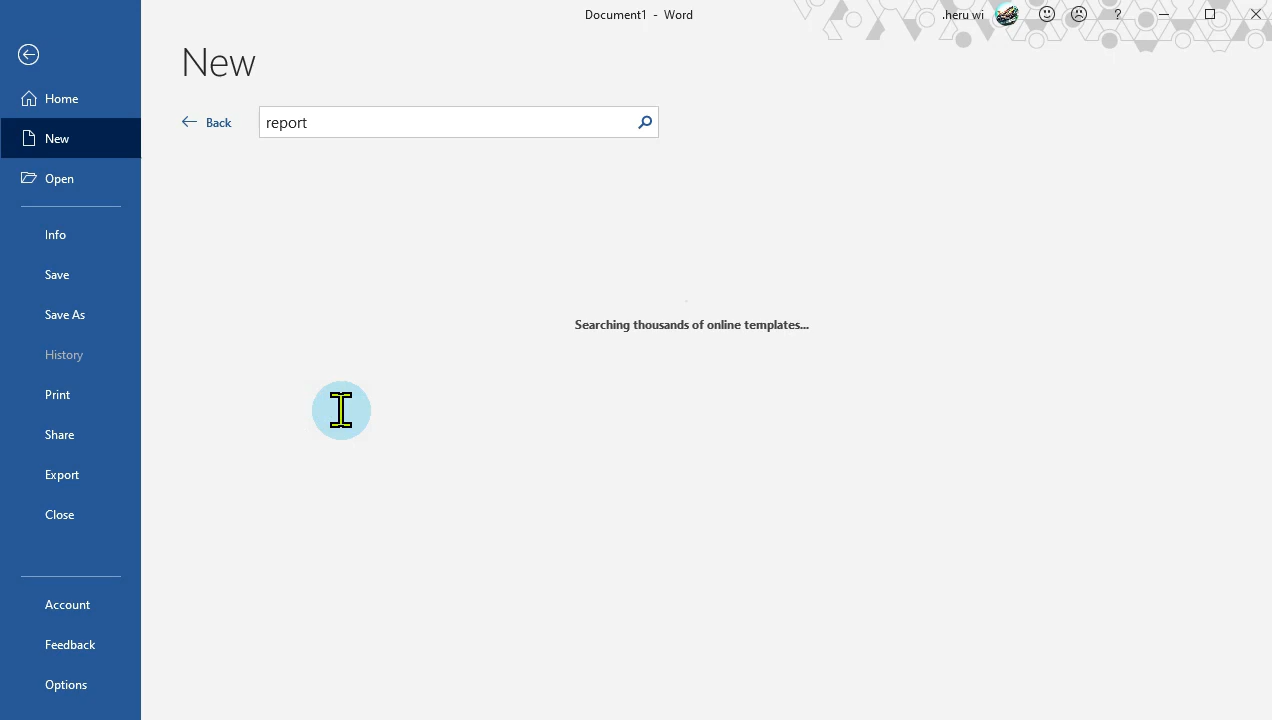 Document1 - Word
.heru wi
?
New
Back
report
Home
New
Open
Info
Save
Save As
History
Print
Share
Export
Close
Account
Feedback
Options
Searching thousands of online templates...